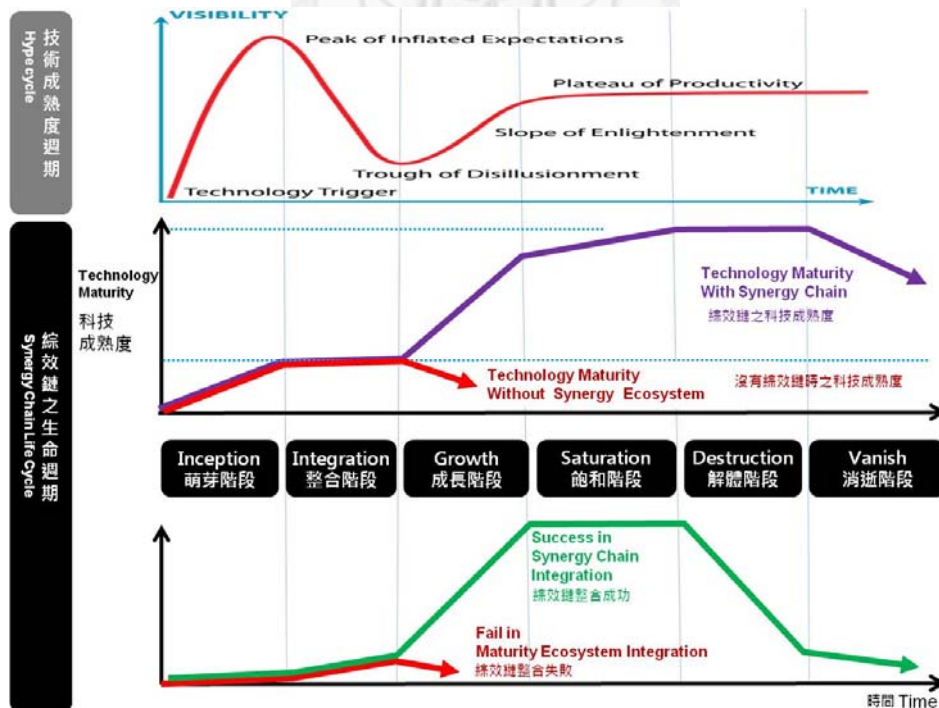 技術成熟度週期
Hype cycle
VISIBILITY
Peak of Inflated Expectations
Plateau of Productivity
Slope of Enlightenment
Trough of Disillusionment
Technology Trigger
TIME
綜效鏈之生命週期
Synergy Chain Life Cycle
Technology
Maturity
科技
成熟度
Technology Maturity
With Synergy Chain
綜效鏈之科技成熟度
Technology Maturity
Without Synergy Ecosystem
沒有綜效鏈時之科技成熟度
Inception
萌芽階段
Integration
整合階段
Growth
成長階段
Saturation
飽和階段
Destruction
解體階段
Vanish
消逝階段
Success in
Synergy Chain
Integration
綜效鏈整合成功
Fail in
Maturity Ecosystem Integration
綜效鏈整合失敗
時間 Time